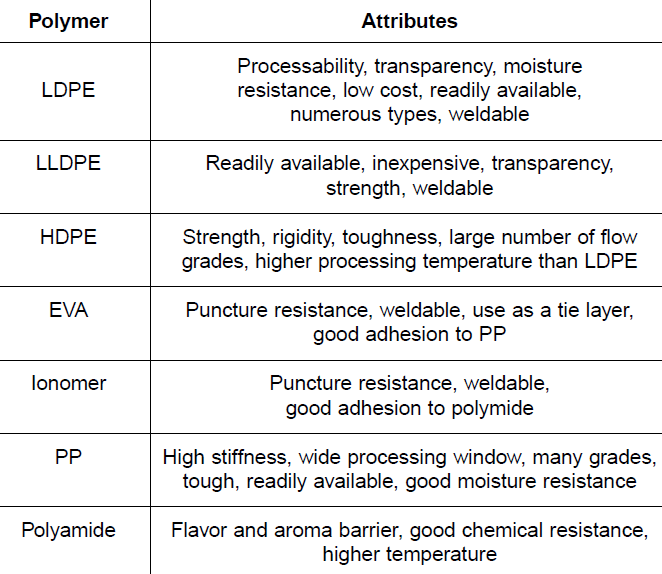 Polymer Attributes
LDPE
Processability, transparency, moisture
resistance, low cost, readily available,
numerous types, weldable
LLDPE
Readily available, inexpensive, transparency,
strength, weldable
HDPE
Strength, rigidity, toughness, large number of flow
grades, higher processing temperature than LDPE
EVA
Puncture resistance, weldable, use as a tie layer,
good adhesion to PP
Ionomer
Puncture resistance, weldable,
good adhesion to polymide
PP
High stiffness, wide processing window, many grades,
tough, readily available, good moisture resistance
Polyamide
Flavor and aroma barrier, good chemical resistance,
higher temperature